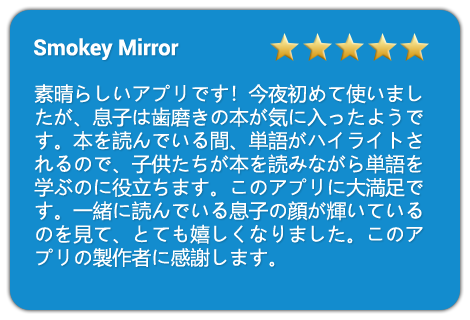 Smokey Mirror
素晴らしいアプリです! 今夜初めて使いまし
たが、息子は歯磨きの本が気に入ったようで
す。本を読んでいる間、単語がハイライトさ
れるので、子供たちが本を読みながら単語を
学ぶのに役立ちます。このアプリに大満足で
す。一緒に読んでいる息子の顔が輝いている
のを見て、とても嬉しくなりました。このア
プリの製作者に感謝します。